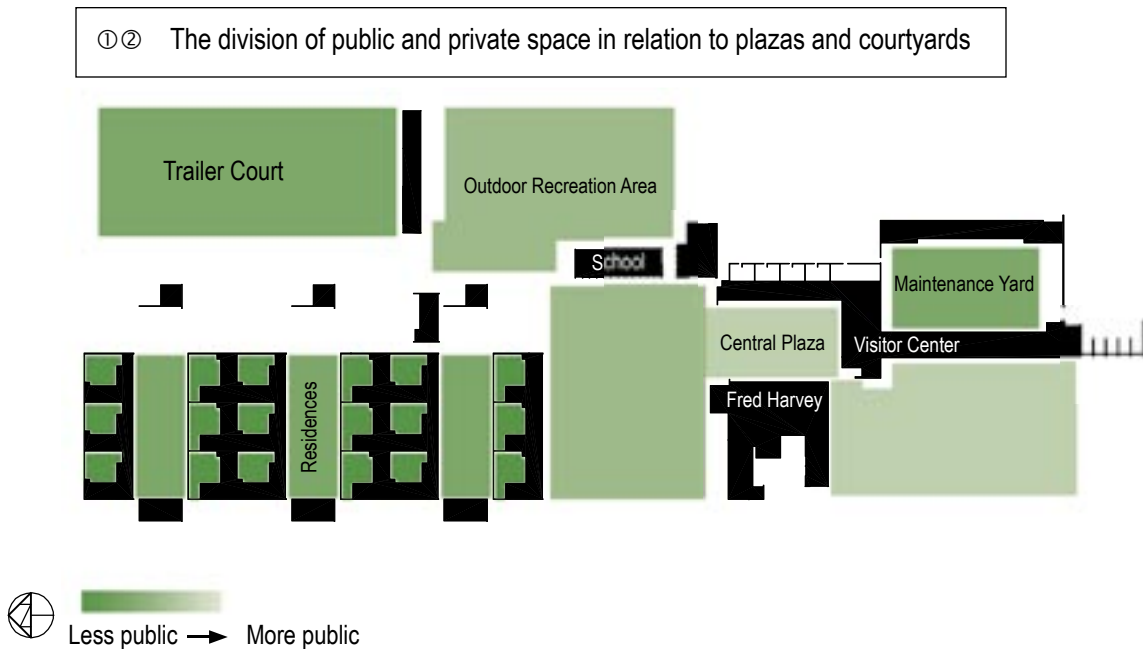 ①② The division of public and private space in relation to plazas and courtyards
Trailer Court
Outdoor Recreation Area
School
Maintenance Yard
Central Plaza
Visitor Center
Fred Harvey
Residences
Less public → More public